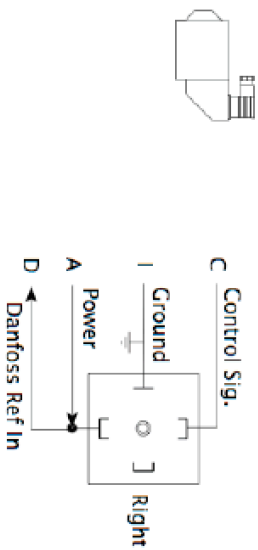 C Control Sig.
I Ground
A Power
D Danfoss Ref In
Right